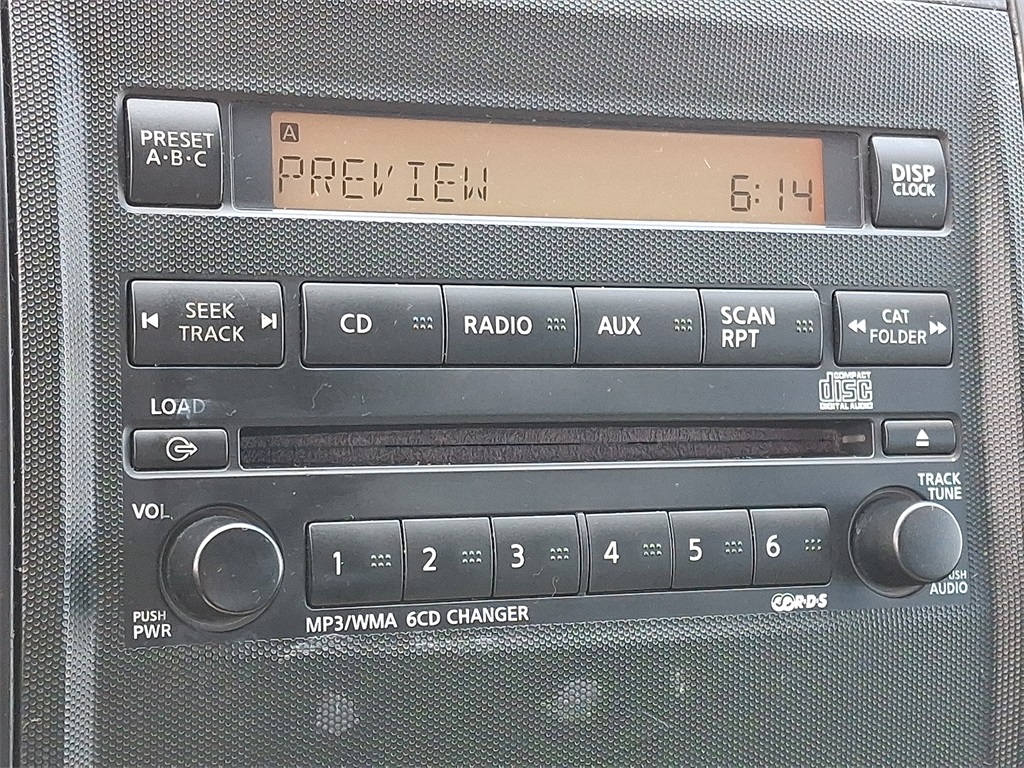 PRESET
A·B·C
A
PREVIEW
6:14
DISP
CLOCK
SEEK
TRACK
CD
RADIO
AUX
SCAN
RPT
CAT
FOLDER
COMPACT
disc
DIGITAL AUDIO
LOAD
TRACK
TUNE
VOL
1
2
3
4
5
6
PUSH
PWR
PUSH
AUDIO
MP3/WMA 6CD CHANGER
R·D·S